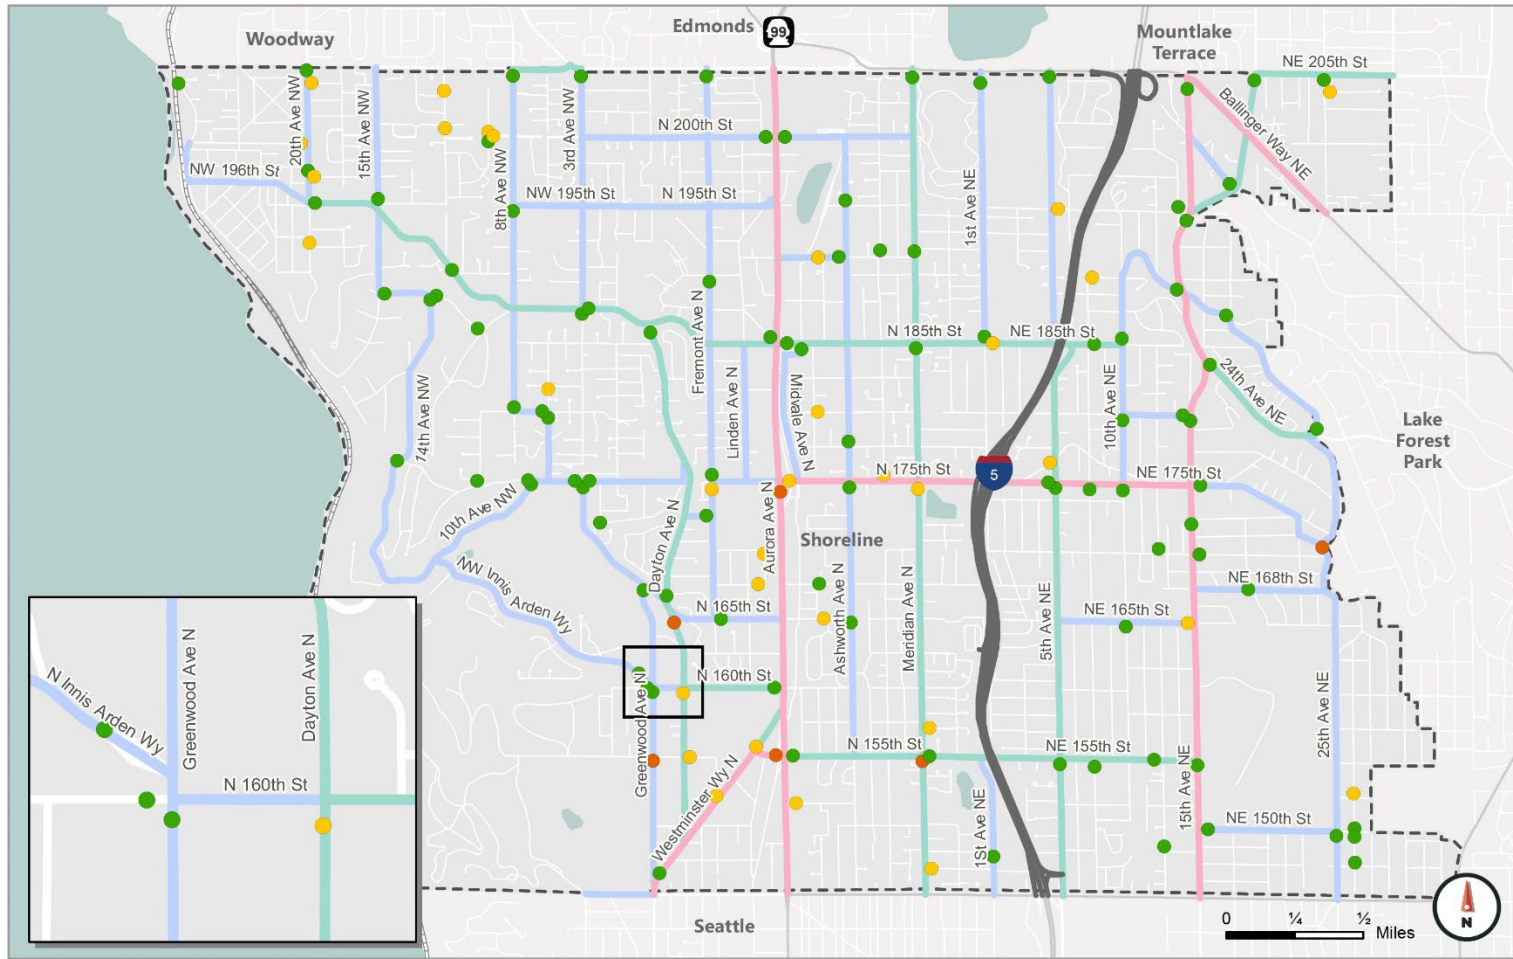 Woodway
Edmonds
99
Mountlake
Terrace
NE 205th St
Ballinger Way NE
20th Ave NW
15th Ave NW
8th Ave NW
3rd Ave NW
N 200th St
NW 196th St
NW 195th St
N 195th St
1st Ave NE
Fremont Ave N
N 185th St
NE 185th St
Linden Ave N
Midvale Ave N
10th Ave NE
24th Ave NE
14th Ave NW
Lake
Forest
Park
N 175th St
5
NE 175th St
10th Ave NW
Dayton Ave N
Aurora Ave N
Shoreline
NW Innis Arden Wy
N 165th St
Ashworth Ave N
Meridian Ave N
5th Ave NE
NE 165th St
NE 168th St
N 160th St
Greenwood Ave N
Westminster Wy N
N 155th St
NE 155th St
15th Ave NE
25th Ave NE
1St Ave NE
NE 150th St
N Innis Arden Wy
Greenwood Ave N
Dayton Ave N
N 160th St
Seattle
0 ¼ ½
Miles
N